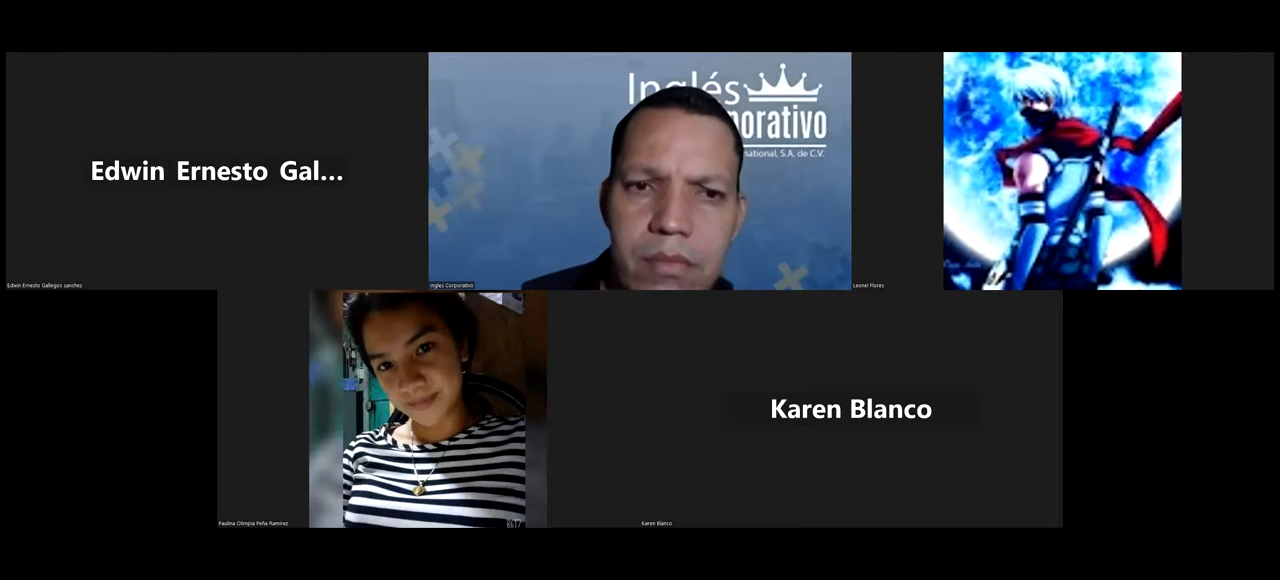 Edwin Ernesto Gal...
Edwin Ernesto Gallegos sanchez
Inglés
porativo
national, S.A. de C.V.
Ingles Corporativo
Leonel Flores
Paulina Olimpia Peña Ramirez
Karen Blanco
Karen Blanco